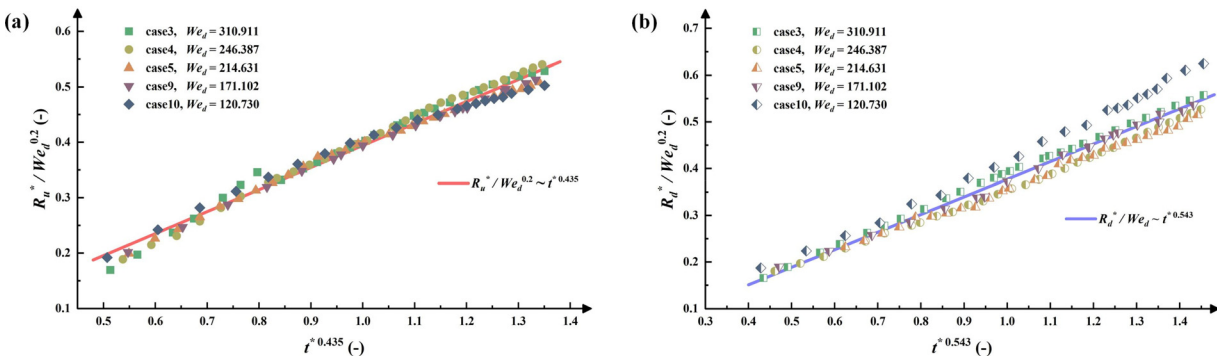 (a)
R_u^* / We_d^0.2 (-)
0.6
0.5
0.4
0.3
0.2
0.1
case3, We_d = 310.911
case4, We_d = 246.387
case5, We_d = 214.631
case9, We_d = 171.102
case10, We_d = 120.730
R_u^* / We_d^0.2 ~ t^* 0.435
0.5 0.6 0.7 0.8 0.9 1.0 1.1 1.2 1.3 1.4
t^* 0.435 (-)
(b)
R_d^* / We_d^0.2 (-)
0.7
0.6
0.5
0.4
0.3
0.2
0.1
case3, We_d = 310.911
case4, We_d = 246.387
case5, We_d = 214.631
case9, We_d = 171.102
case10, We_d = 120.730
R_d^* / We_d ~ t^* 0.543
0.3 0.4 0.5 0.6 0.7 0.8 0.9 1.0 1.1 1.2 1.3 1.4
t^* 0.543 (-)